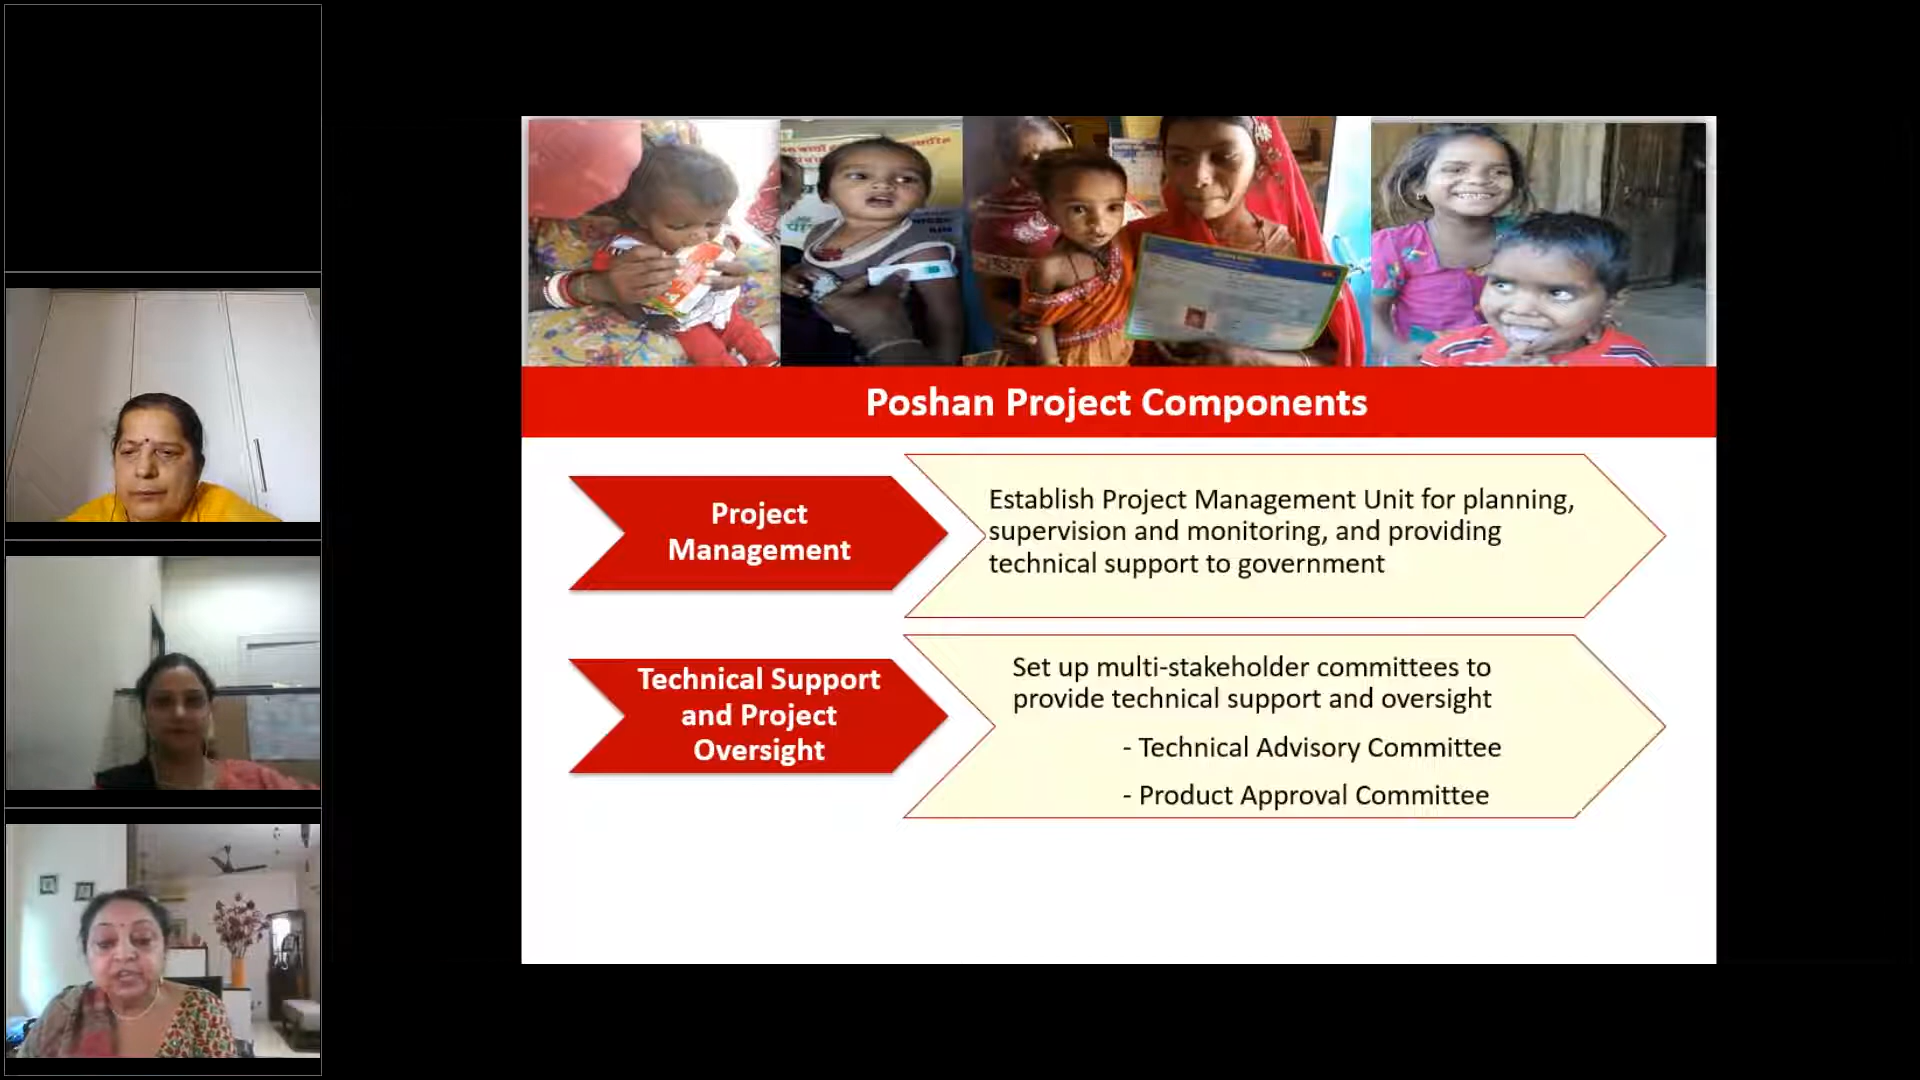 Poshan Project Components
Project
Management
Establish Project Management Unit for planning,
supervision and monitoring, and providing
technical support to government
Technical Support
and Project
Oversight
Set up multi-stakeholder committees to
provide technical support and oversight
- Technical Advisory Committee
- Product Approval Committee